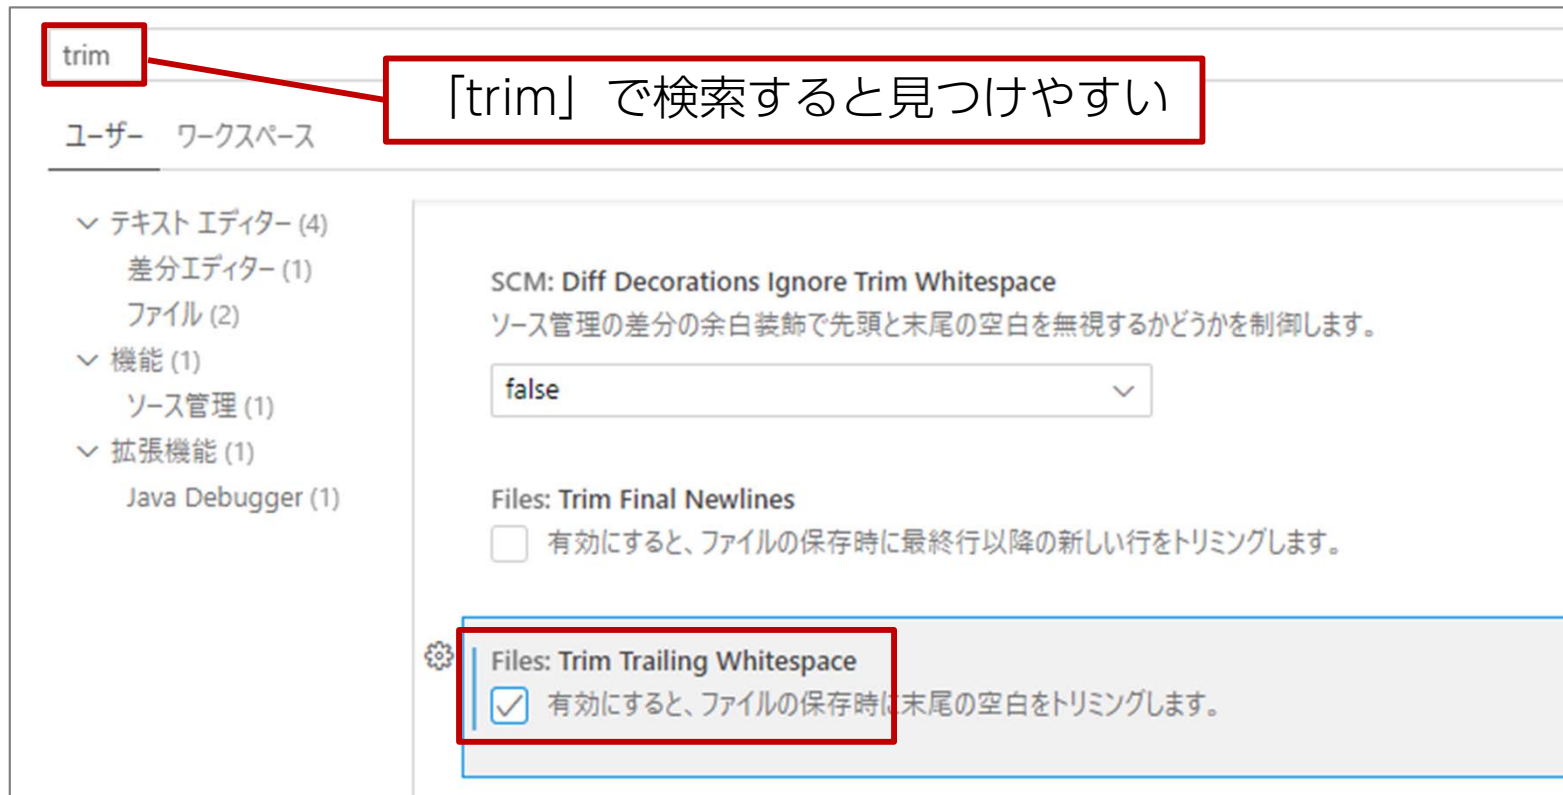 trim
「trim」で検索すると見つけやすい
ユーザー ワークスペース
テキスト エディター (4)
差分エディター (1)
ファイル (2)
機能 (1)
ソース管理 (1)
拡張機能 (1)
Java Debugger (1)
SCM: Diff Decorations Ignore Trim Whitespace
ソース管理の差分の余白装飾で先頭と末尾の空白を無視するかどうかを制御します。
false
Files: Trim Final Newlines
有効にすると、ファイルの保存時に最終行以降の新しい行をトリミングします。
Files: Trim Trailing Whitespace
有効にすると、ファイルの保存時に末尾の空白をトリミングします。